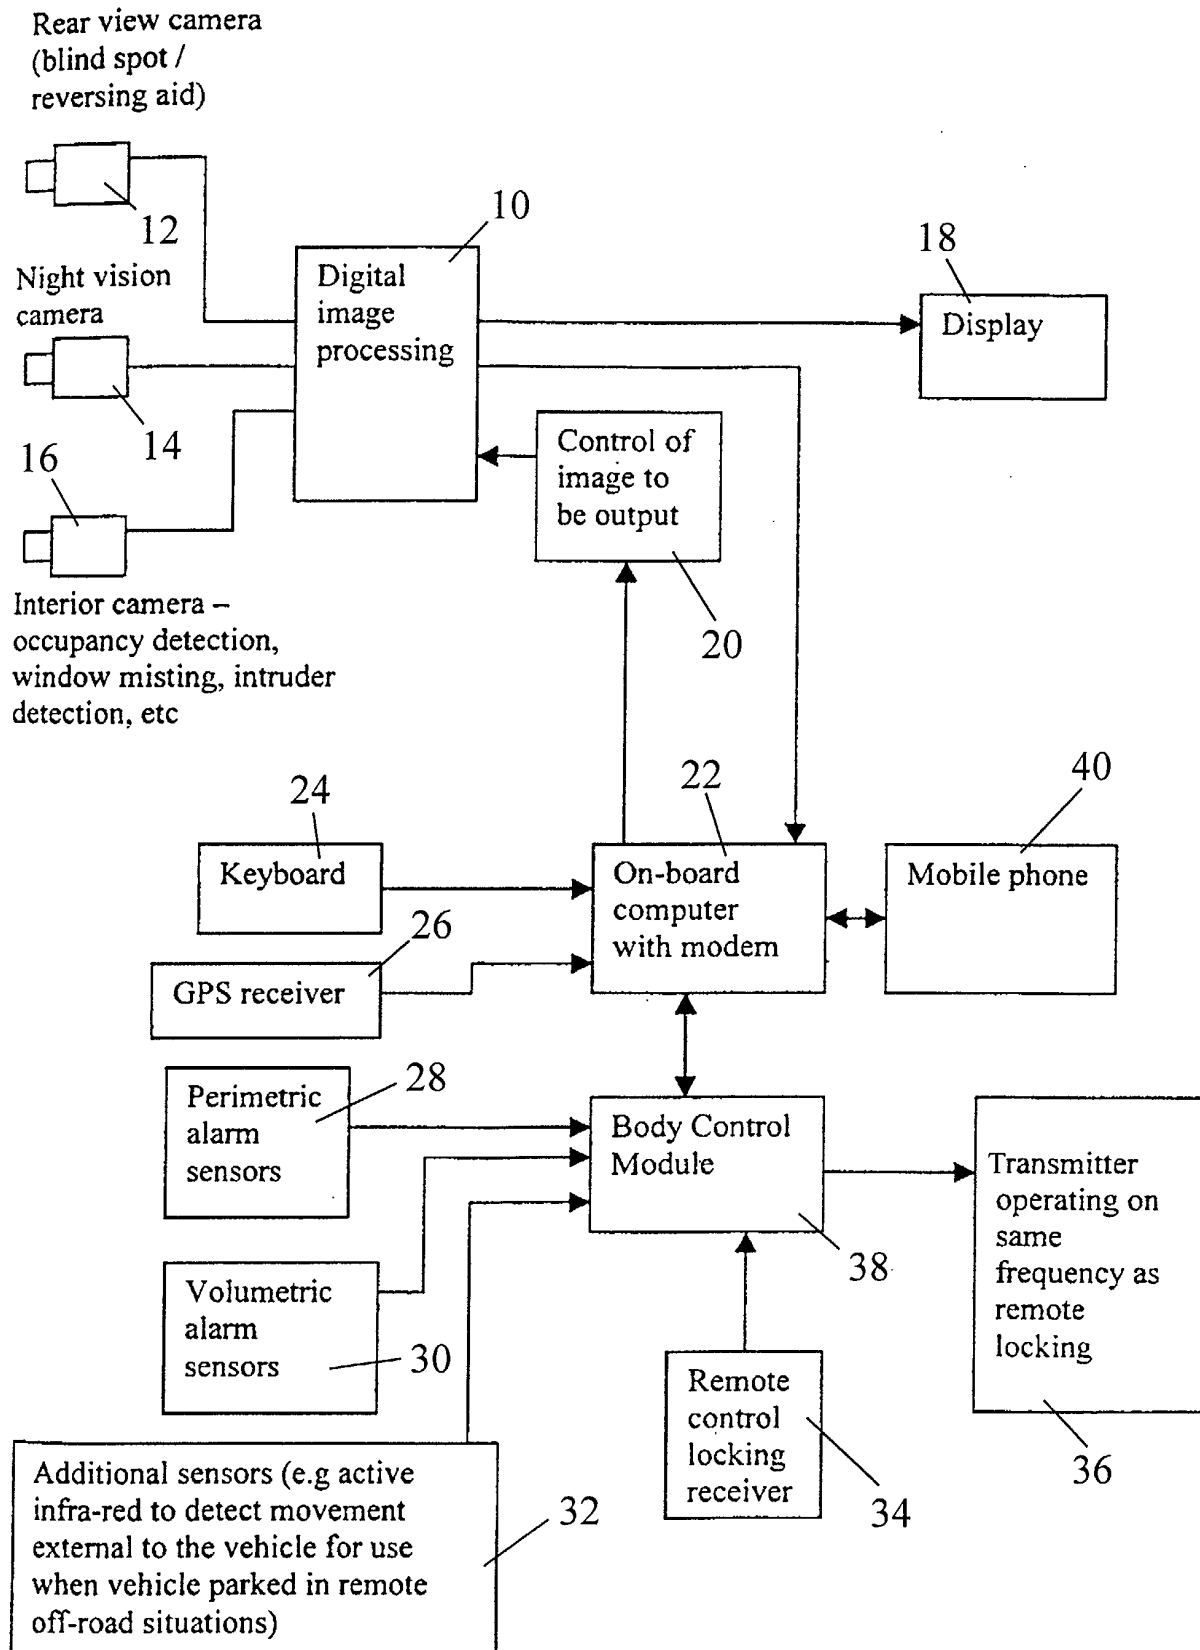 Rear view camera
(blind spot /
reversing aid)
12
10
18
Night vision
camera
Digital
image
processing
Display
14
16
Control of
image to
be output
20
Interior camera –
occupancy detection,
window misting, intruder
detection, etc
24
22
40
Keyboard
On-board
computer
with modem
Mobile phone
26
GPS receiver
28
Perimetric
alarm
sensors
Body Control
Module
38
Transmitter
operating on
same
frequency as
remote
locking
36
Volumetric
alarm
sensors
30
Remote
control
locking
receiver
34
Additional sensors (e.g active
infra-red to detect movement
external to the vehicle for use
when vehicle parked in remote
off-road situations)
32